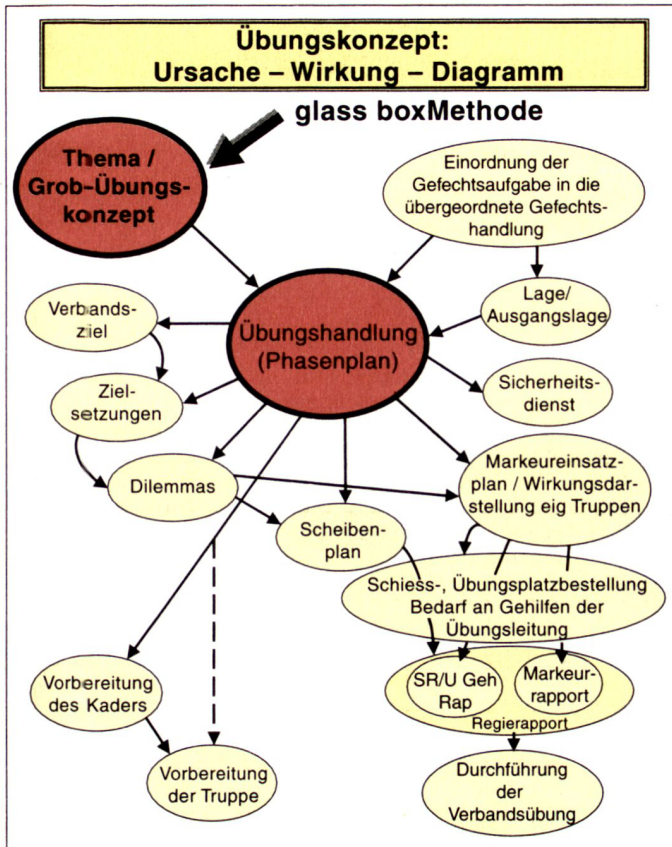 Übungskonzept:
Ursache – Wirkung – Diagramm
glass boxMethode
Thema /
Grob-Übungs-
konzept
Einordnung der
Gefechtsaufgabe in die
übergeordnete Gefechts-
handlung
Verbands-
ziel
Übungshandlung
(Phasenplan)
Lage/
Ausgangslage
Ziel-
setzungen
Sicherheits-
dienst
Dilemmas
Markeureinsatz-
plan / Wirkungsdar-
stellung eig Truppen
Scheiben-
plan
Schiess-, Übungsplatzbestellung
Bedarf an Gehilfen der
Übungsleitung
Vorbereitung
des Kaders
SR/U Geh
Rap
Markeur-
rapport
Regierapport
Vorbereitung
der Truppe
Durchführung
der
Verbandsübung